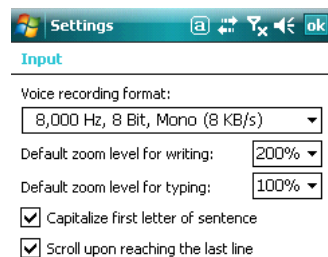 Settings a ok
Input
Voice recording format:
8,000 Hz, 8 Bit, Mono (8 KB/s)
Default zoom level for writing: 200%
Default zoom level for typing: 100%
Capitalize first letter of sentence
Scroll upon reaching the last line